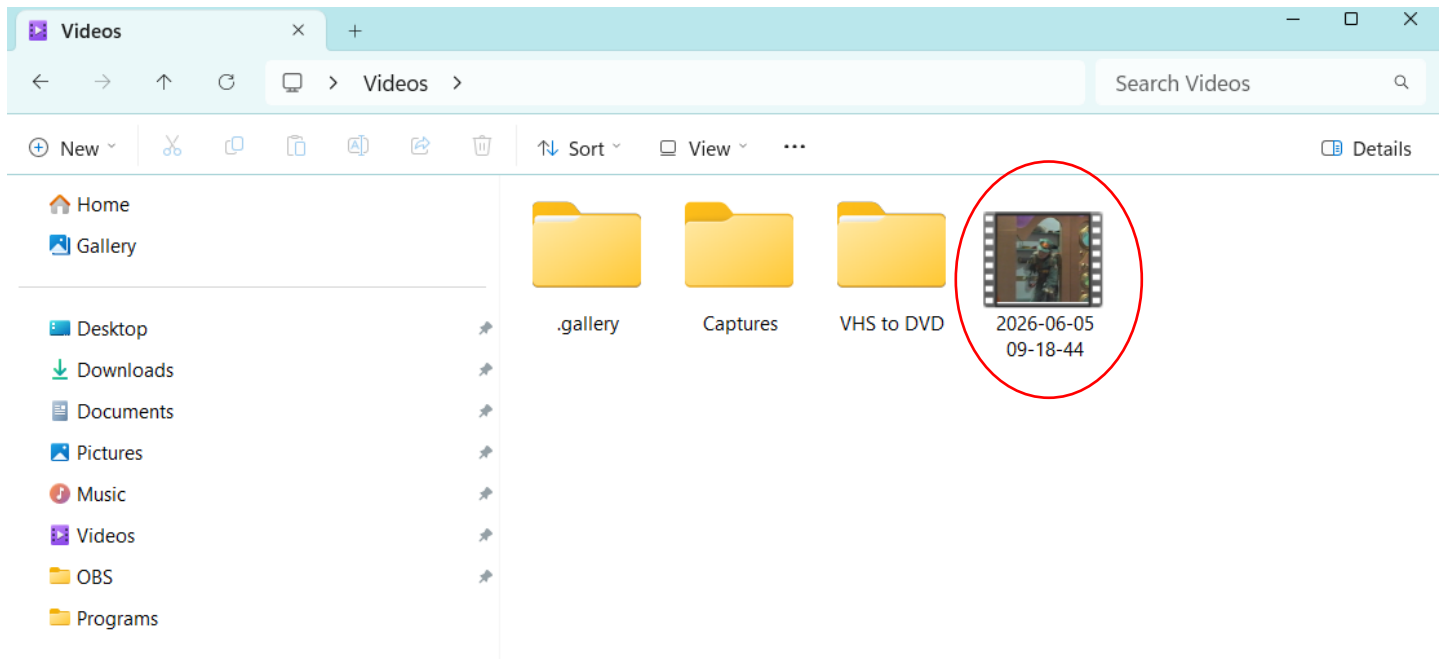 Videos
Videos
Search Videos
New
Sort
View
Details
Home
Gallery
Desktop
Downloads
Documents
Pictures
Music
Videos
OBS
Programs
.gallery
Captures
VHS to DVD
2026-06-05
09-18-44